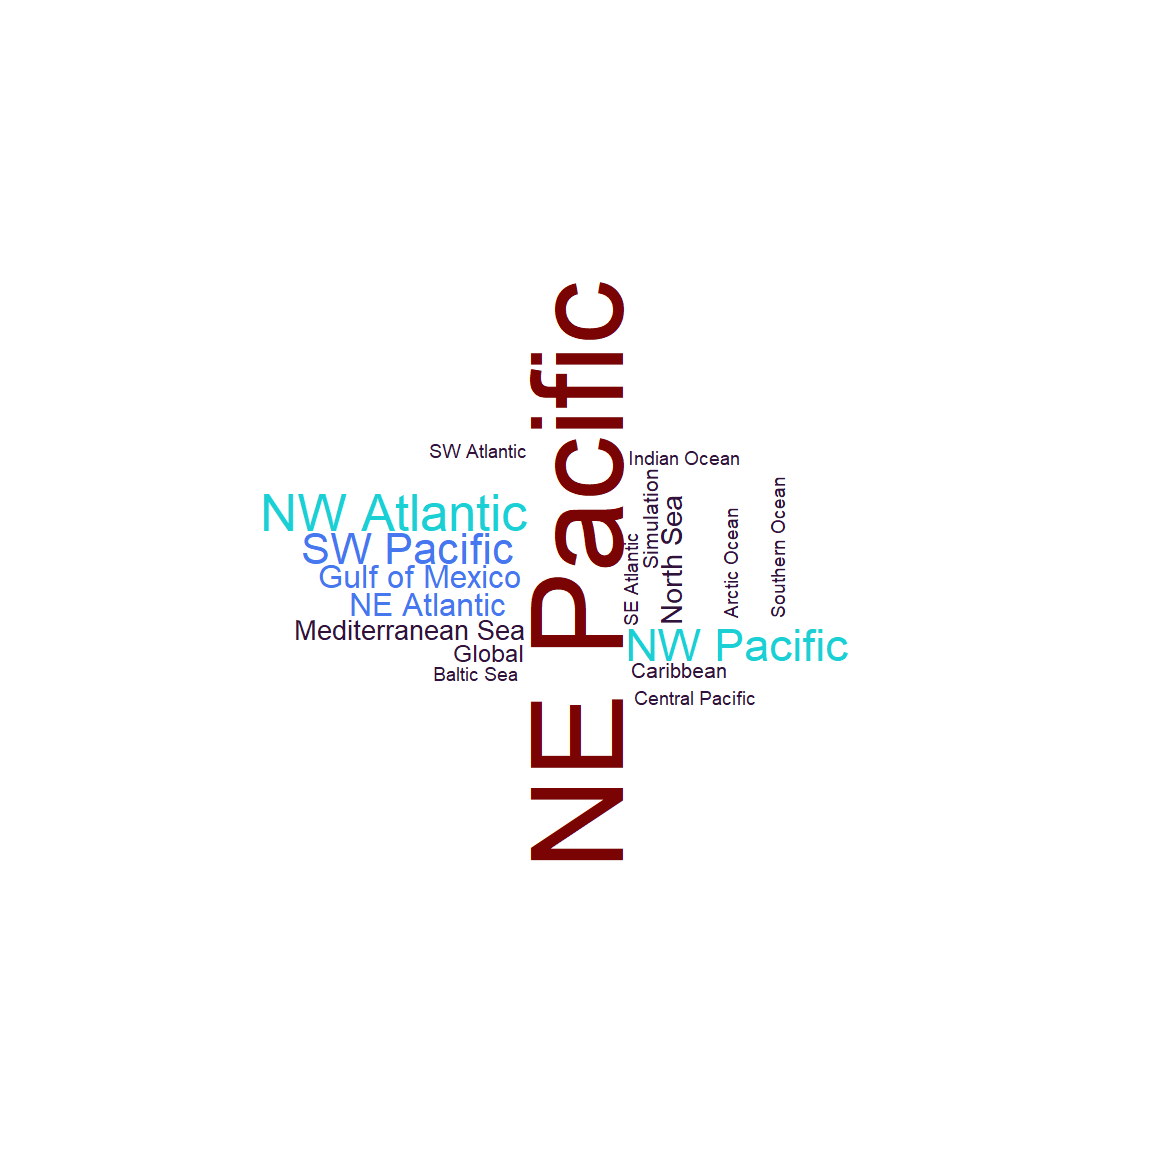 NE Pacific
SW Atlantic
NW Atlantic
SW Pacific
Gulf of Mexico
NE Atlantic
Mediterranean Sea
Global
Baltic Sea
Indian Ocean
SE Atlantic
Simulation
North Sea
Arctic Ocean
Southern Ocean
NW Pacific
Caribbean
Central Pacific